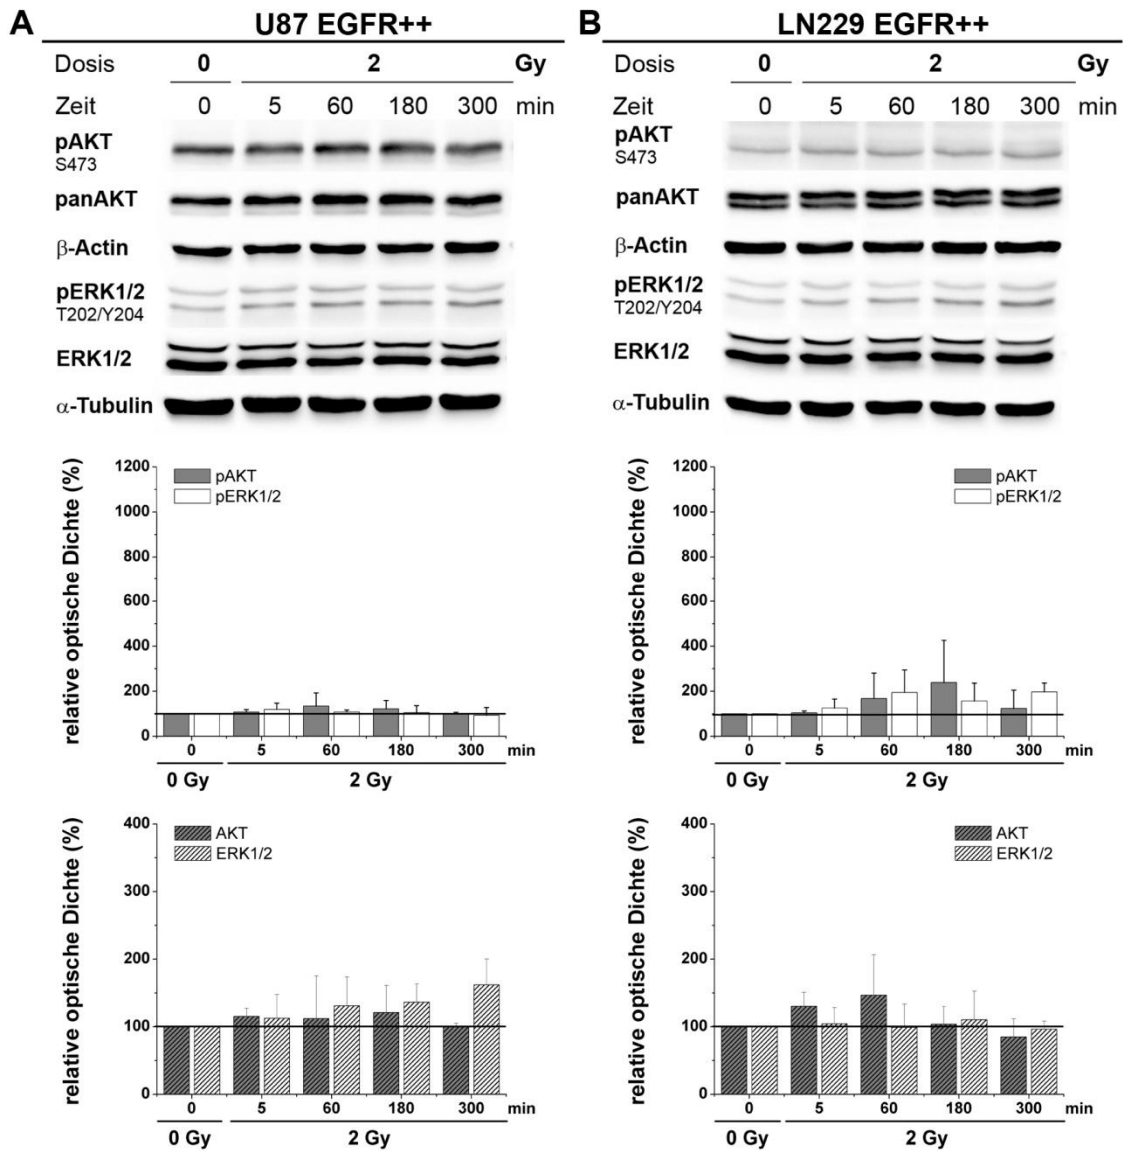 A U87 EGFR++
Dosis 0 2 Gy
Zeit 0 5 60 180 300 min
pAKT
S473
panAKT
β-Actin
pERK1/2
T202/Y204
ERK1/2
α-Tubulin
relative optische Dichte (%)
1200
1000
800
600
400
200
0
pAKT
pERK1/2
0 5 60 180 300 min
0 Gy 2 Gy
relative optische Dichte (%)
400
300
200
100
0
AKT
ERK1/2
0 5 60 180 300 min
0 Gy 2 Gy
B LN229 EGFR++
Dosis 0 2 Gy
Zeit 0 5 60 180 300 min
pAKT
S473
panAKT
β-Actin
pERK1/2
T202/Y204
ERK1/2
α-Tubulin
relative optische Dichte (%)
1200
1000
800
600
400
200
0
pAKT
pERK1/2
0 5 60 180 300 min
0 Gy 2 Gy
relative optische Dichte (%)
400
300
200
100
0
AKT
ERK1/2
0 5 60 180 300 min
0 Gy 2 Gy